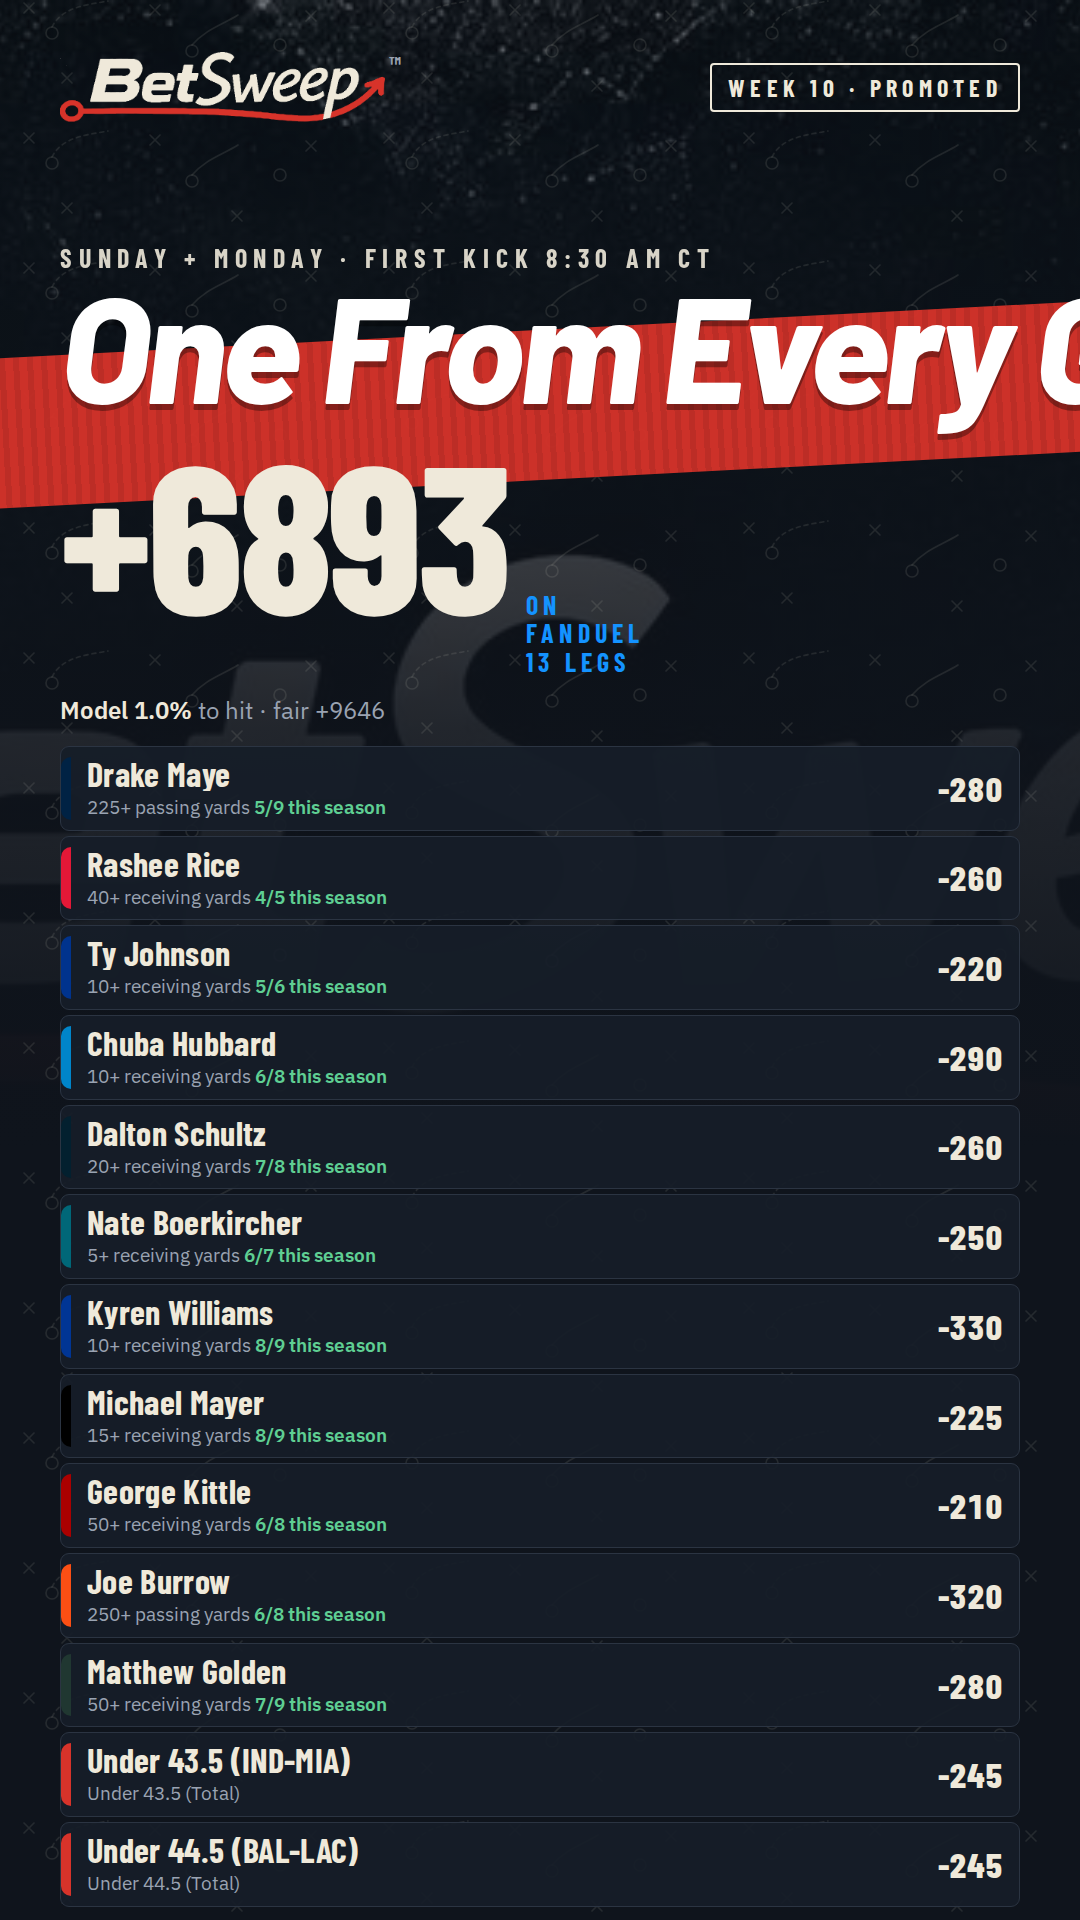 BetSweep™
WEEK 10 · PROMOTED
SUNDAY + MONDAY · FIRST KICK 8:30 AM CT
One From Every G
+6893
ON
FANDUEL
13 LEGS
Model 1.0% to hit · fair +9646
Drake Maye
225+ passing yards 5/9 this season
-280
Rashee Rice
40+ receiving yards 4/5 this season
-260
Ty Johnson
10+ receiving yards 5/6 this season
-220
Chuba Hubbard
10+ receiving yards 6/8 this season
-290
Dalton Schultz
20+ receiving yards 7/8 this season
-260
Nate Boerkircher
5+ receiving yards 6/7 this season
-250
Kyren Williams
10+ receiving yards 8/9 this season
-330
Michael Mayer
15+ receiving yards 8/9 this season
-225
George Kittle
50+ receiving yards 6/8 this season
-210
Joe Burrow
250+ passing yards 6/8 this season
-320
Matthew Golden
50+ receiving yards 7/9 this season
-280
Under 43.5 (IND-MIA)
Under 43.5 (Total)
-245
Under 44.5 (BAL-LAC)
Under 44.5 (Total)
-245